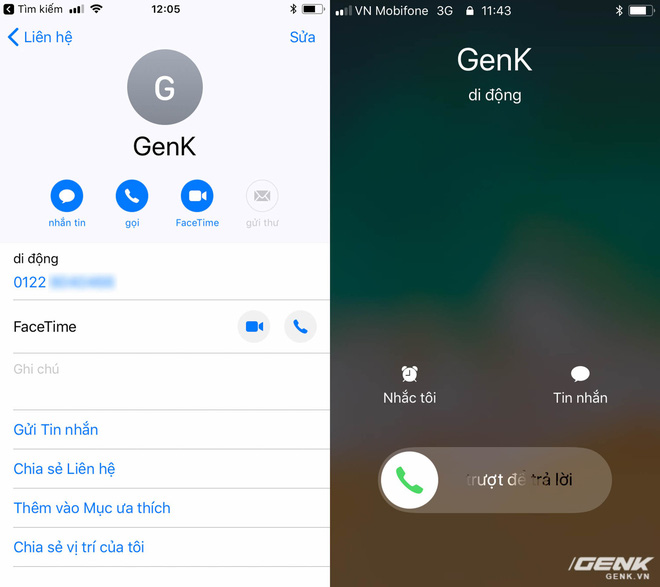 Tìm kiếm
12:05
Liên hệ
Sửa
G
GenK
nhắn tin
gọi
FaceTime
gửi thư
di động
0122
FaceTime
Ghi chú
Gửi Tin nhắn
Chia sẻ Liên hệ
Thêm vào Mục ưa thích
Chia sẻ vị trí của tôi
VN Mobifone 3G 11:43
GenK
di động
Nhắc tôi
Tin nhắn
trượt để trả lời
GENK
GENK.VN